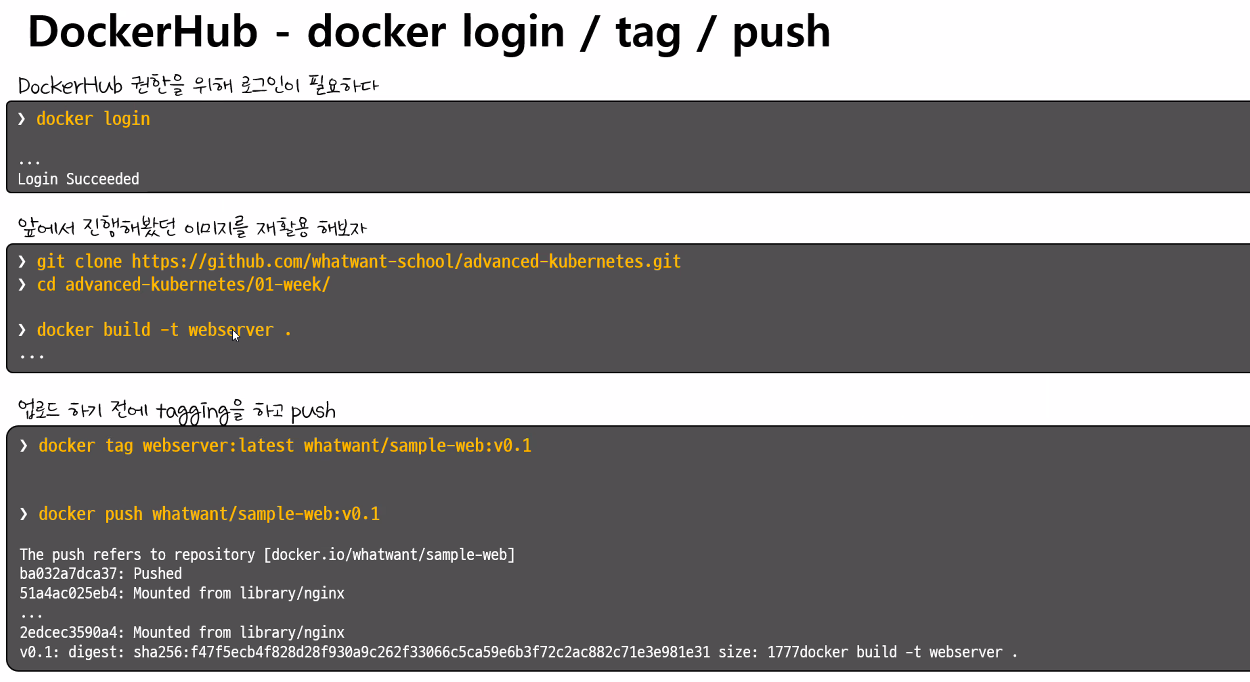 DockerHub - docker login / tag / push
DockerHub 권한을 위해 로그인이 필요하다
❯ docker login
...
Login Succeeded
앞에서 진행해봤던 이미지를 재활용 해보자
❯ git clone https://github.com/whatwant-school/advanced-kubernetes.git
❯ cd advanced-kubernetes/01-week/
❯ docker build -t webserver .
...
업로드 하기 전에 tagging을 하고 push
❯ docker tag webserver:latest whatwant/sample-web:v0.1
❯ docker push whatwant/sample-web:v0.1
The push refers to repository [docker.io/whatwant/sample-web]
ba032a7dca37: Pushed
51a4ac025eb4: Mounted from library/nginx
...
2edcec3590a4: Mounted from library/nginx
v0.1: digest: sha256:f47f5ecb4f828d28f930a9c262f33066c5ca59e6b3f72c2ac882c71e3e981e31 size: 1777docker build -t webserver .